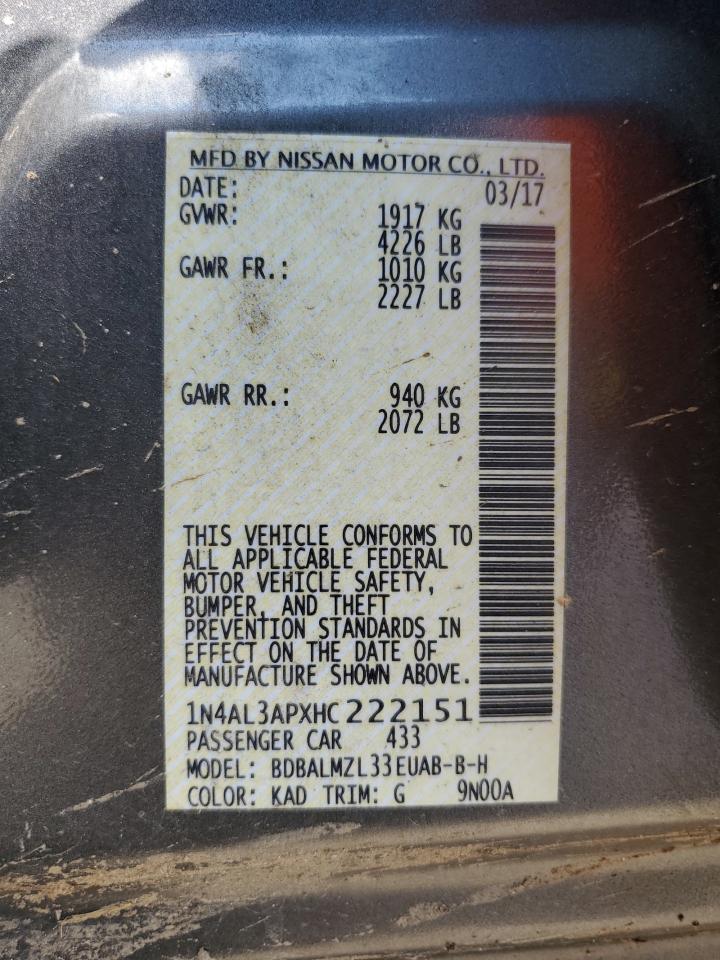 MFD BY NISSAN MOTOR CO., LTD.
DATE: 03/17
GVWR: 1917 KG
4226 LB
GAWR FR.: 1010 KG
2227 LB
GAWR RR.: 940 KG
2072 LB
THIS VEHICLE CONFORMS TO
ALL APPLICABLE FEDERAL
MOTOR VEHICLE SAFETY,
BUMPER, AND THEFT
PREVENTION STANDARDS IN
EFFECT ON THE DATE OF
MANUFACTURE SHOWN ABOVE.
1N4AL3APXHC222151
PASSENGER CAR 433
MODEL: BDBALMZL33EUAB-B-H
COLOR: KAD TRIM: G 9N00A